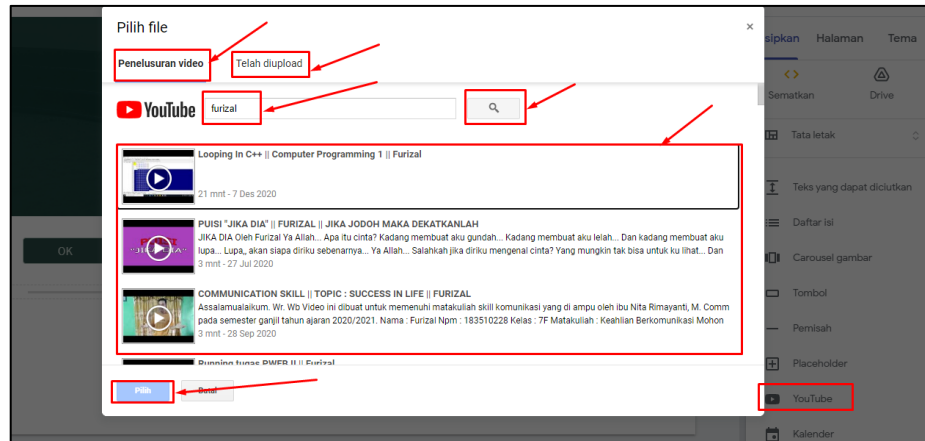 Pilih file
×
Penelusuran video
Telah diupload
YouTube
furizal
Looping In C++ || Computer Programming 1 || Furizal
21 mnt - 7 Des 2020
PUISI "JIKA DIA" || FURIZAL || JIKA JODOH MAKA DEKATKANLAH
JIKA DIA Oleh Furizal Ya Allah... Apa itu cinta? Kadang membuat aku gundah... Kadang membuat aku lelah... Dan kadang membuat aku
lupa... Lupa,, akan siapa diriku sebenarnya... Ya Allah... Salahkah jika diriku mengenal cinta? Yang mungkin tak bisa untuk ku lihat... Dan
3 mnt - 27 Jul 2020
COMMUNICATION SKILL || TOPIC : SUCCESS IN LIFE || FURIZAL
Assalamualaikum. Wr. Wb Video ini dibuat untuk memenuhi matakuliah skill komunikasi yang di ampu oleh ibu Nita Rimayanti, M. Comm
pada semester ganjil tahun ajaran 2020/2021. Nama : Furizal Npm : 183510228 Kelas : 7F Matakuliah : Keahlian Berkomunikasi Mohon
3 mnt - 28 Sep 2020
Running tugas PWEB II || Furizal
Pilih
Batal
OK
sipkan
Halaman
Tema
Sematkan
Drive
Tata letak
Teks yang dapat diciutkan
Daftar isi
Carousel gambar
Tombol
Pemisah
Placeholder
YouTube
Kalender